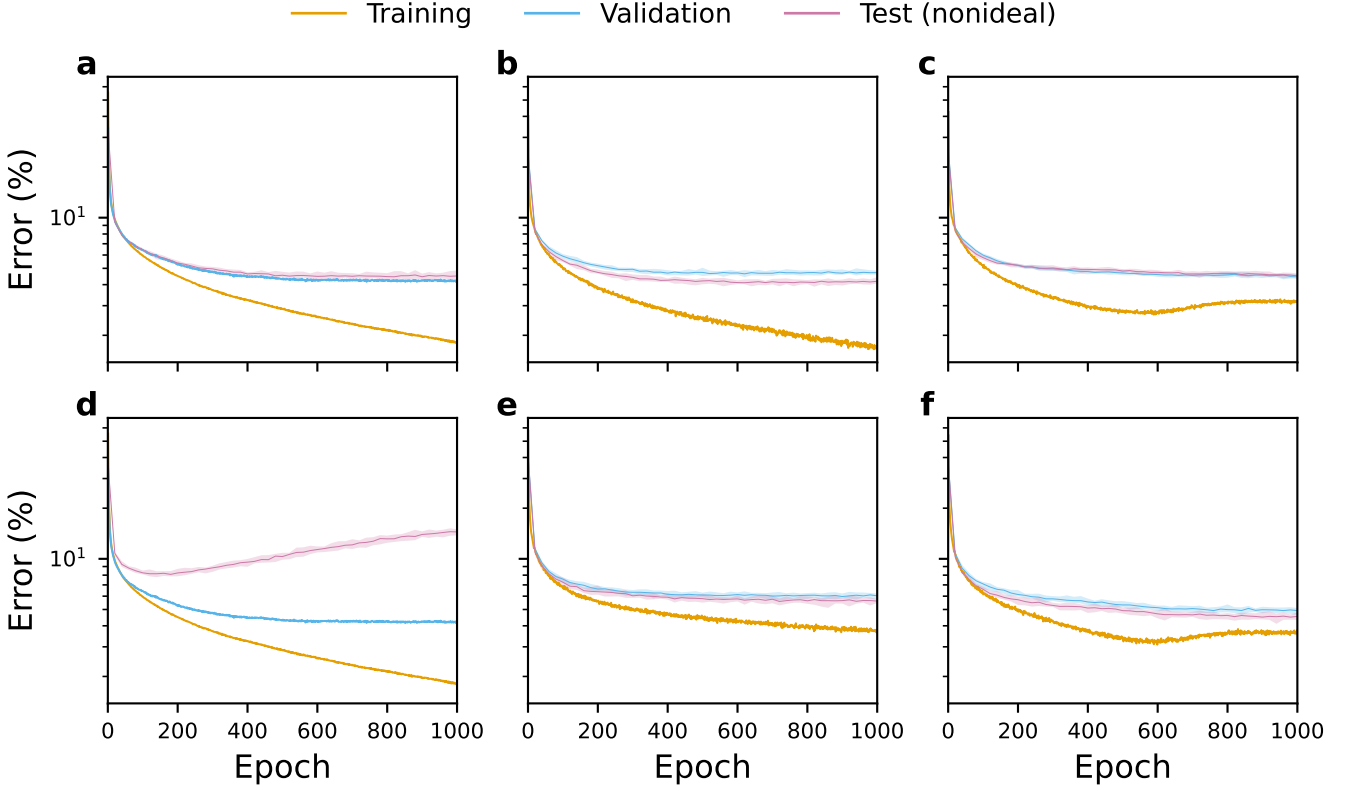 Training Validation Test (nonideal)
a b c
Error (%)
10¹
d e f
Error (%)
10¹
0 200 400 600 800 1000 0 200 400 600 800 1000 0 200 400 600 800 1000
Epoch Epoch Epoch